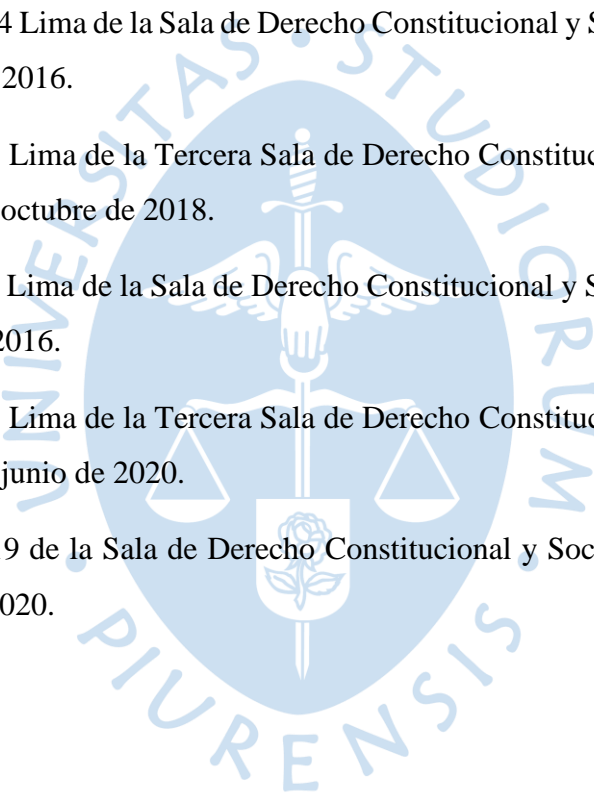 4 Lima de la Sala de Derecho Constitucional y S
2016.
Lima de la Tercera Sala de Derecho Constituc
octubre de 2018.
Lima de la Sala de Derecho Constitucional y S
2016.
Lima de la Tercera Sala de Derecho Constituc
junio de 2020.
19 de la Sala de Derecho Constitucional y Soc
2020.
UNIVERSITAS • STUDIORUM • PIURENSIS